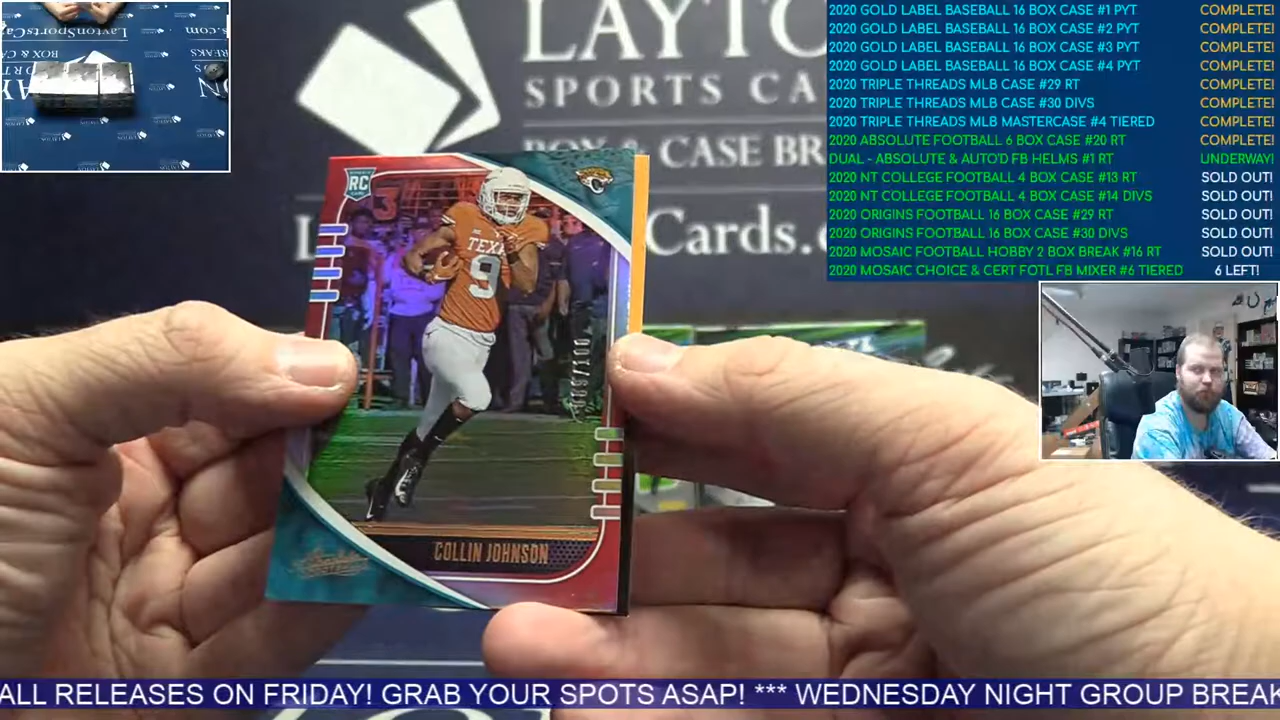 2020 GOLD LABEL BASEBALL 16 BOX CASE #1 PYT COMPLETE!
2020 GOLD LABEL BASEBALL 16 BOX CASE #2 PYT COMPLETE!
2020 GOLD LABEL BASEBALL 16 BOX CASE #3 PYT COMPLETE!
2020 GOLD LABEL BASEBALL 16 BOX CASE #4 PYT COMPLETE!
2020 TRIPLE THREADS MLB CASE #29 RT COMPLETE!
2020 TRIPLE THREADS MLB CASE #30 DIVS COMPLETE!
2020 TRIPLE THREADS MLB MASTERCASE #4 TIERED COMPLETE!
2020 ABSOLUTE FOOTBALL 6 BOX CASE #20 RT COMPLETE!
DUAL - ABSOLUTE & AUTO'D FB HELMS #1 RT UNDERWAY!
2020 NT COLLEGE FOOTBALL 4 BOX CASE #13 RT SOLD OUT!
2020 NT COLLEGE FOOTBALL 4 BOX CASE #14 DIVS SOLD OUT!
2020 ORIGINS FOOTBALL 16 BOX CASE #29 RT SOLD OUT!
2020 ORIGINS FOOTBALL 16 BOX CASE #30 DIVS SOLD OUT!
2020 MOSAIC FOOTBALL HOBBY 2 BOX BREAK #16 RT SOLD OUT!
2020 MOSAIC CHOICE & CERT FOTL FB MIXER #6 TIERED 6 LEFT!
LAYTO
SPORTS CA
& CASE BR
Cards.
RC
3
TEX
9
COLLIN JOHNSON
ALL RELEASES ON FRIDAY! GRAB YOUR SPOTS ASAP! *** WEDNESDAY NIGHT GROUP BREAK